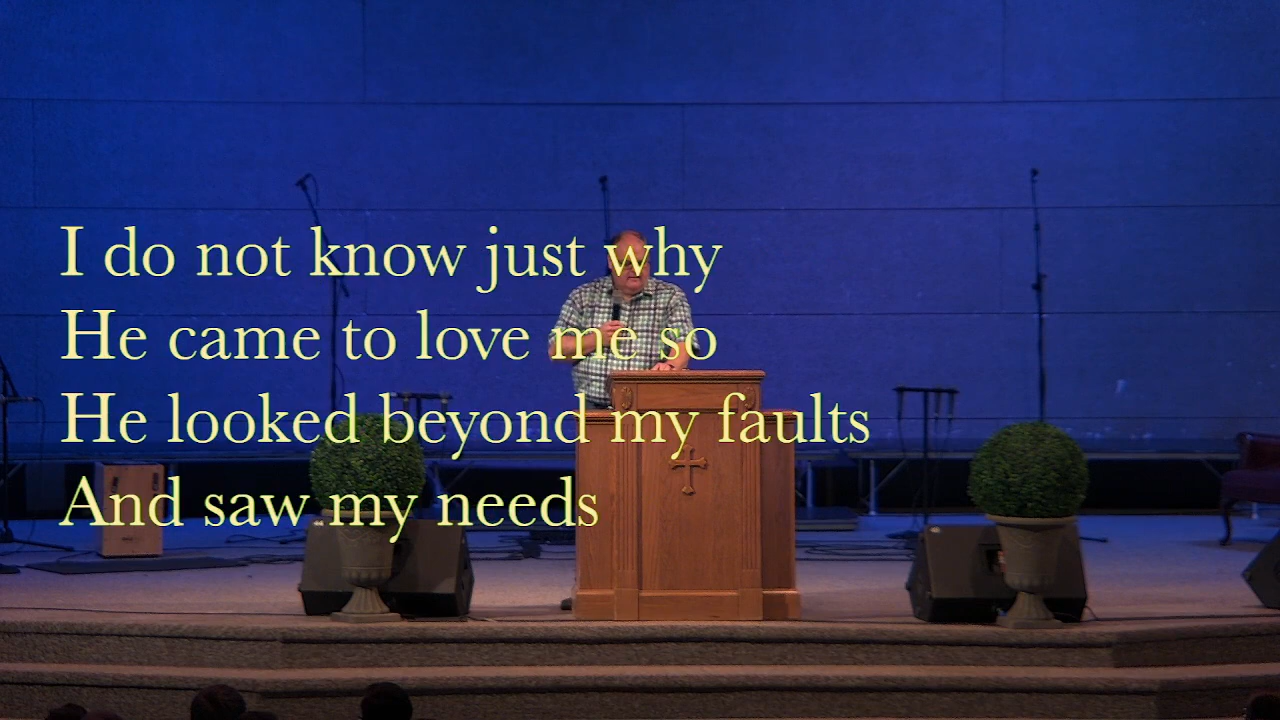 I do not know just why
He came to love me so
He looked beyond my faults
And saw my needs